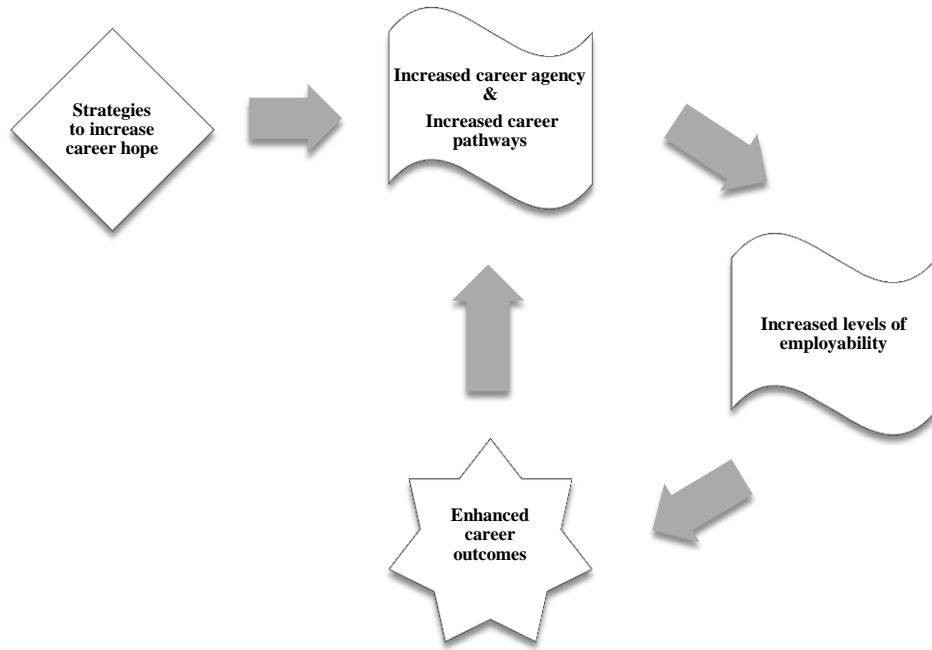 Strategies
to increase
career hope
Increased career agency
&
Increased career
pathways
Increased levels of
employability
Enhanced
career
outcomes